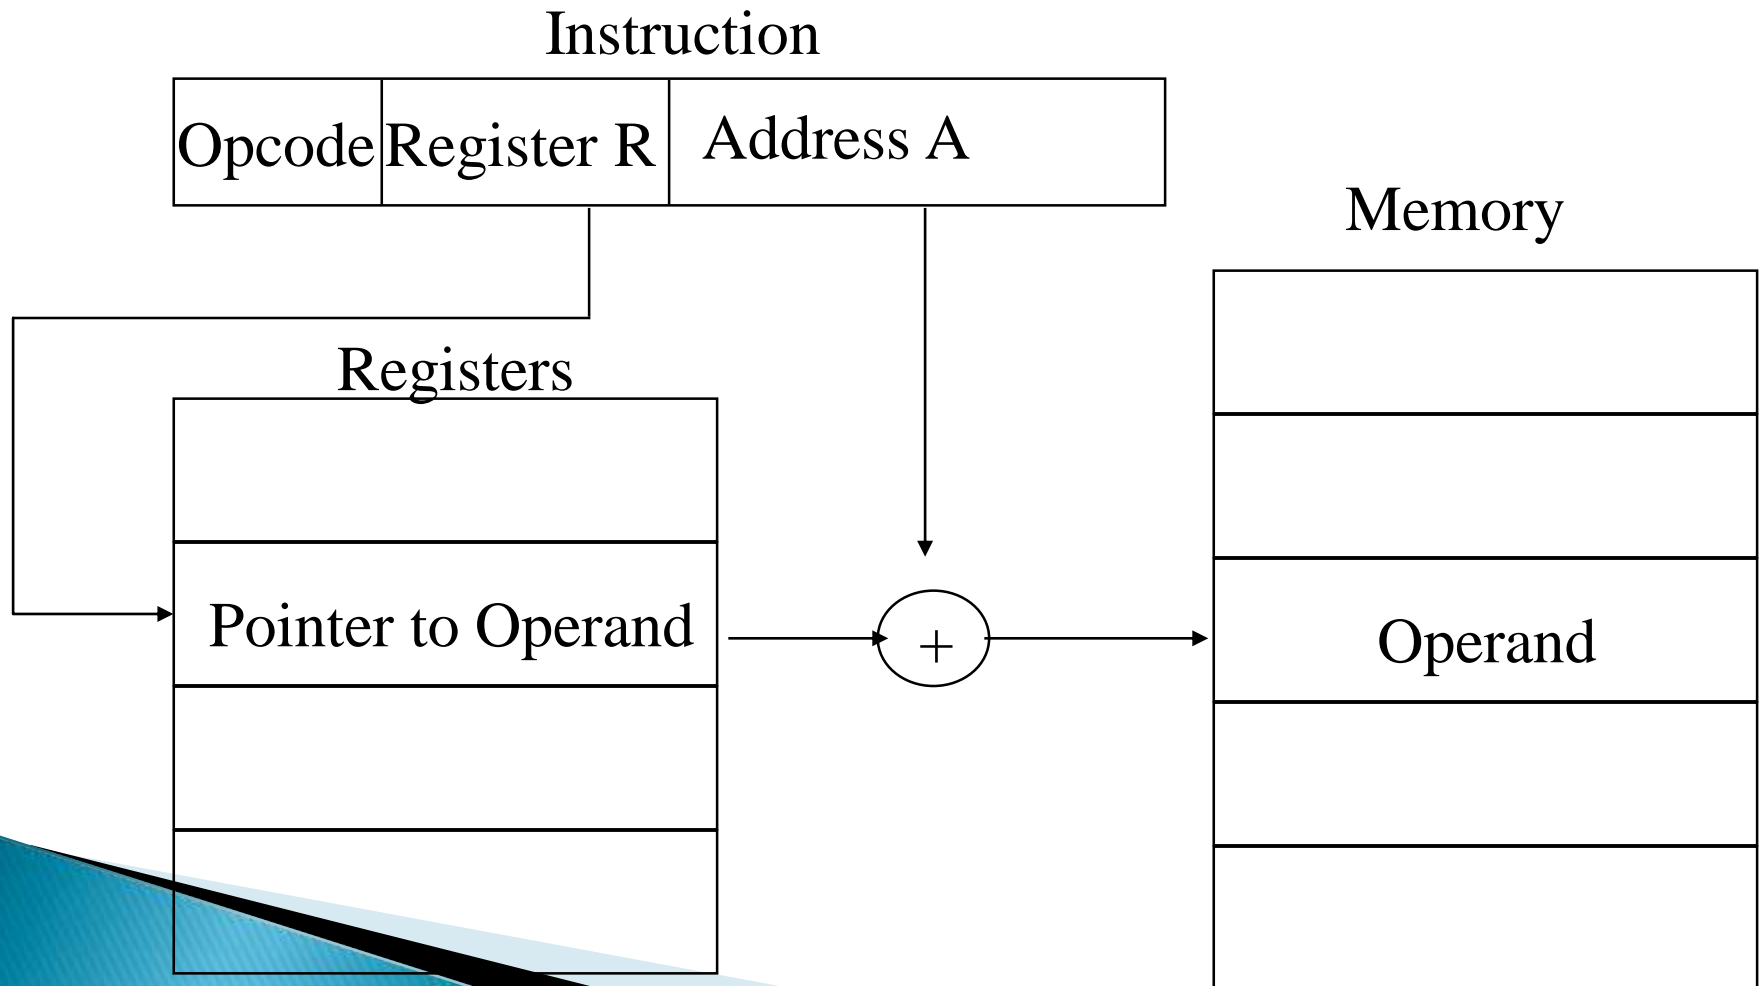 Instruction
Opcode Register R Address A
Memory
Registers
Pointer to Operand + Operand